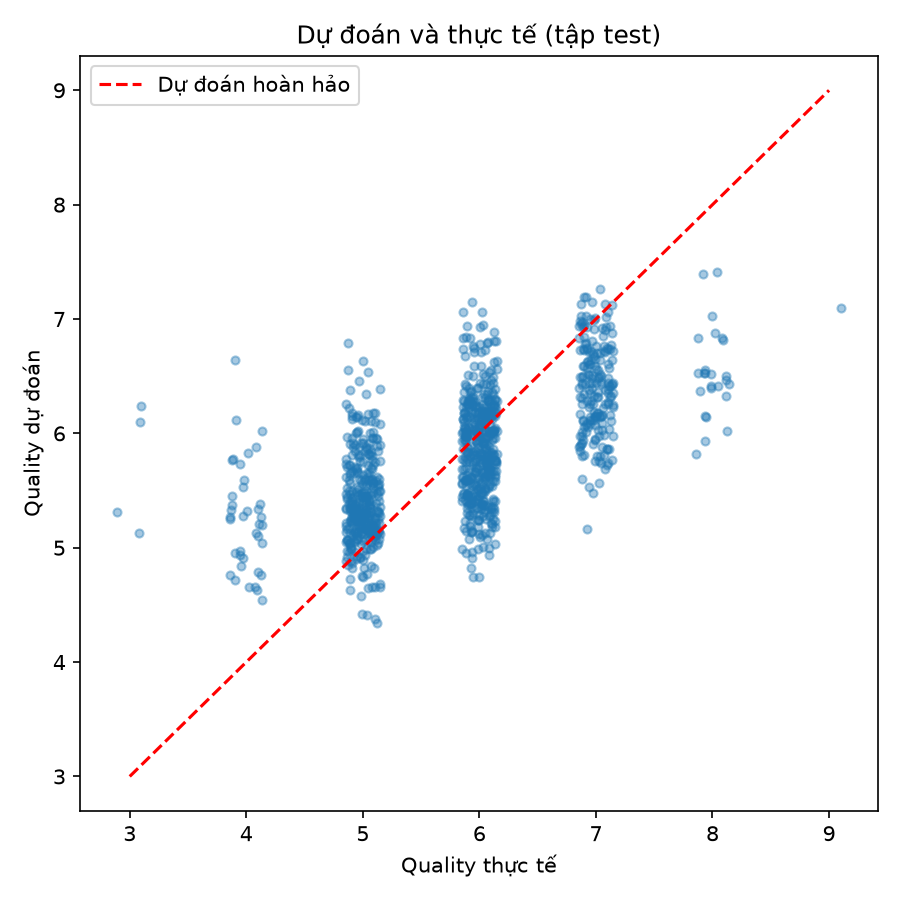 Dự đoán và thực tế (tập test)
Dự đoán hoàn hảo
Quality dự đoán
9
8
7
6
5
4
3
3 4 5 6 7 8 9
Quality thực tế